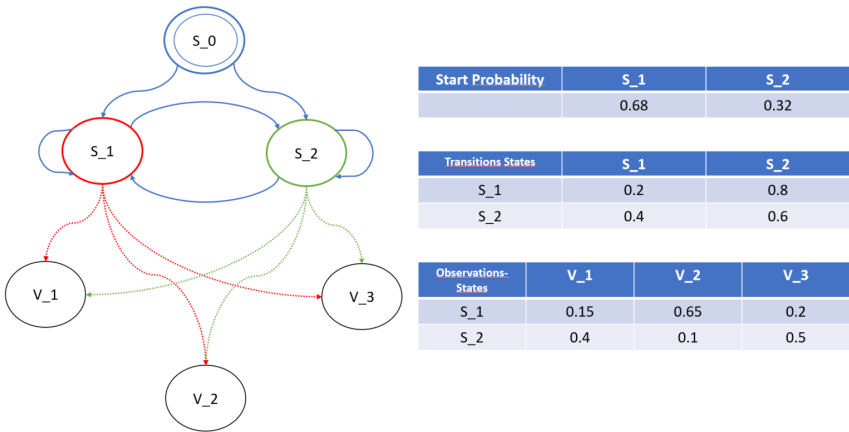 S_0
S_1
S_2
V_1
V_3
V_2
Start Probability S_1 S_2
0.68 0.32
Transitions States S_1 S_2
S_1 0.2 0.8
S_2 0.4 0.6
Observations-
States V_1 V_2 V_3
S_1 0.15 0.65 0.2
S_2 0.4 0.1 0.5